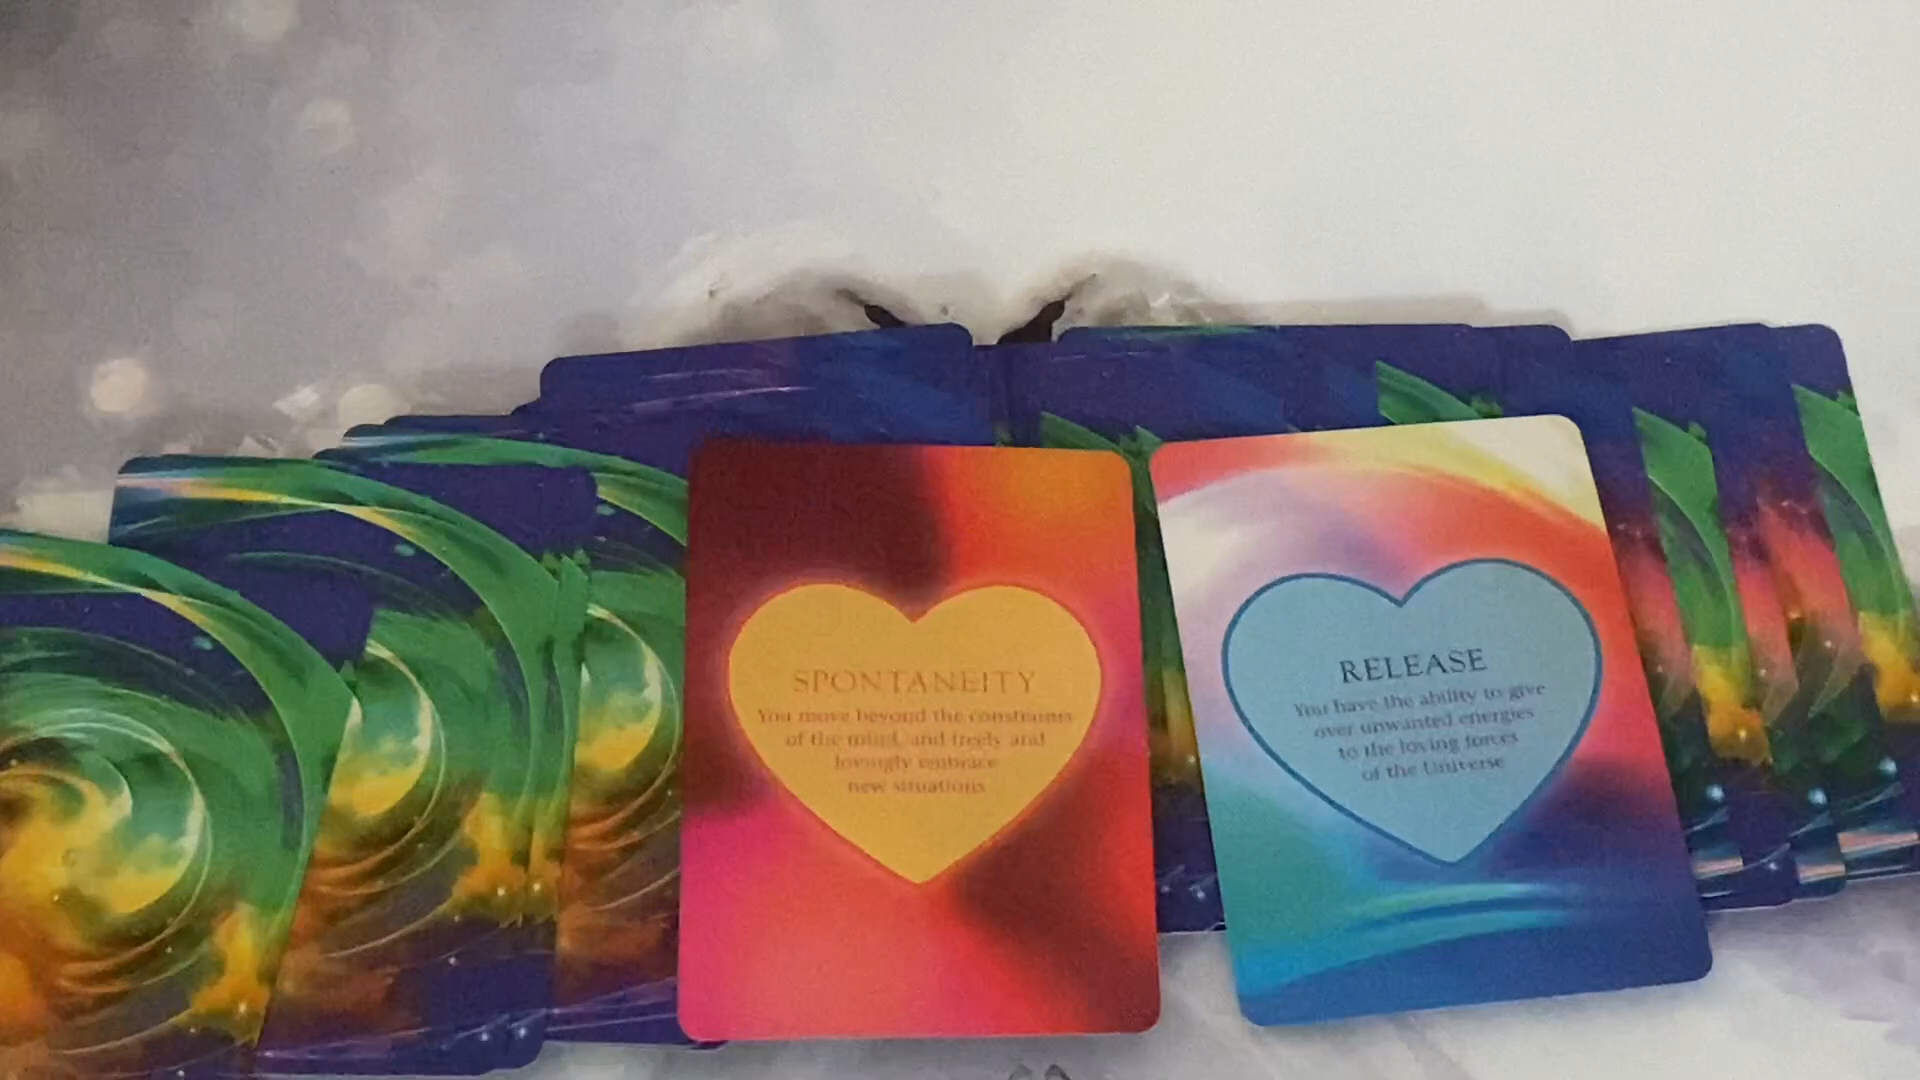 SPONTANEITY
You move beyond the constraints
of the mind, and freely and
lovingly embrace
new situations
RELEASE
You have the ability to give
over unwanted energies
to the loving forces
of the Universe